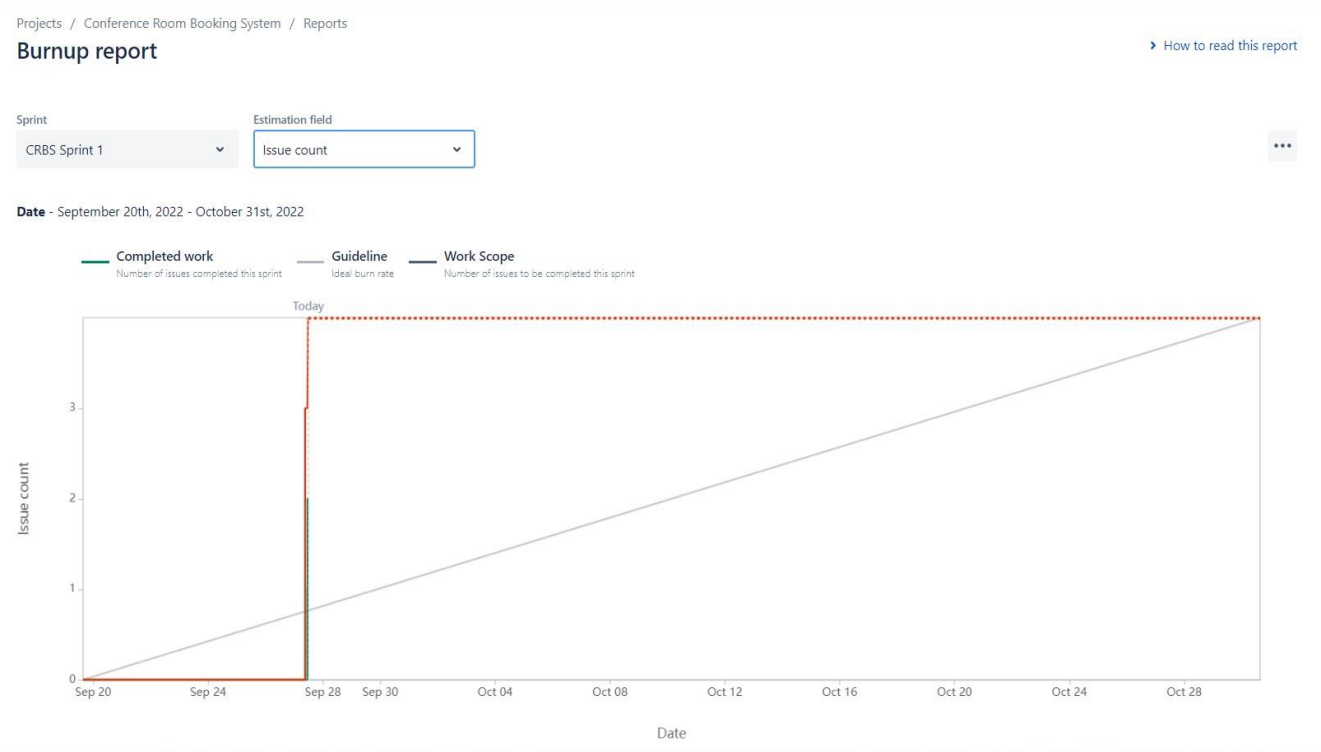 Projects / Conference Room Booking System / Reports
Burnup report
How to read this report
Sprint
Estimation field
CRBS Sprint 1
Issue count
Date - September 20th, 2022 - October 31st, 2022
Completed work
Number of issues completed this sprint
Guideline
Ideal burn rate
Work Scope
Number of issues to be completed this sprint
Today
3
2
1
0
Issue count
Sep 20 Sep 24 Sep 28 Sep 30 Oct 04 Oct 08 Oct 12 Oct 16 Oct 20 Oct 24 Oct 28
Date